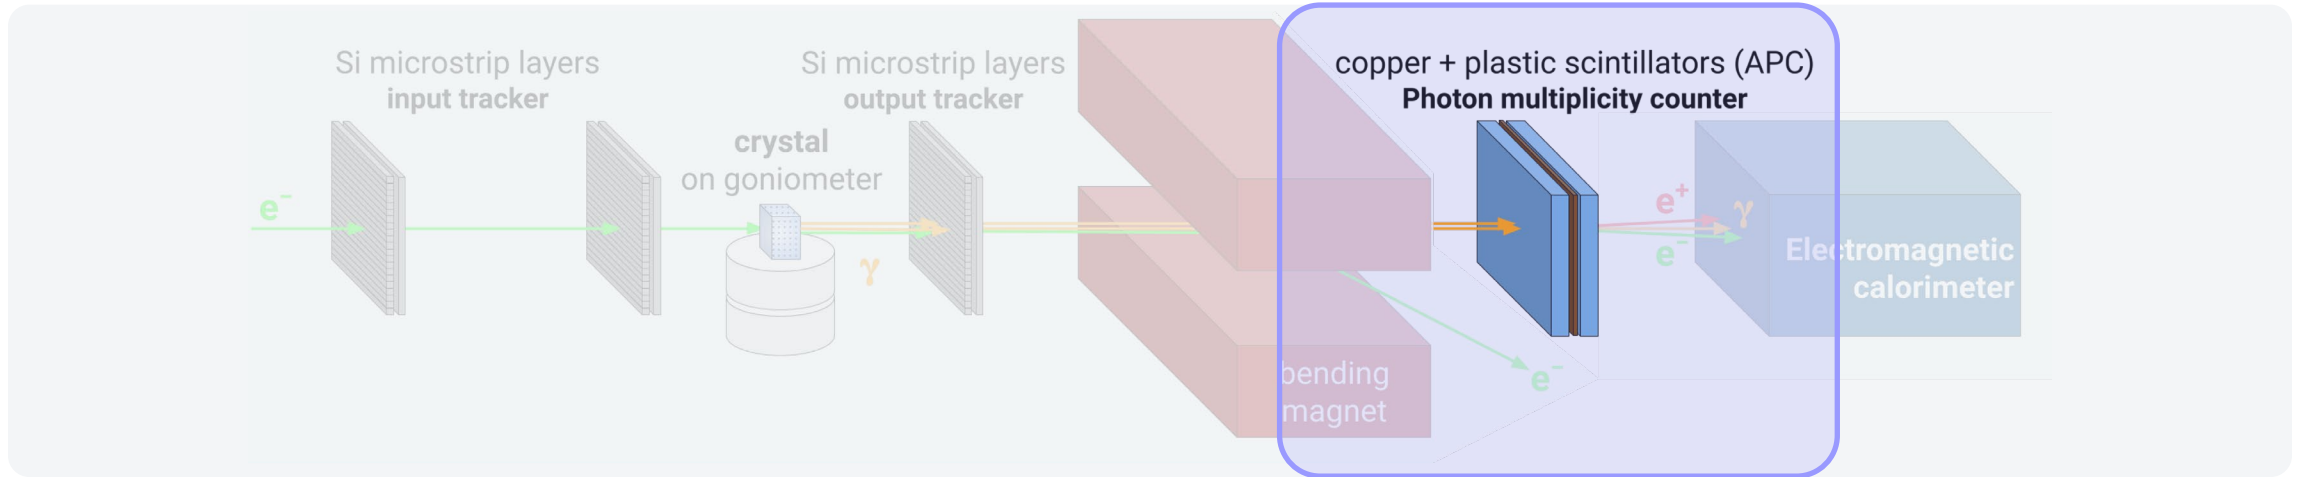 Si microstrip layers
input tracker
e⁻
crystal
on goniometer
γ
Si microstrip layers
output tracker
bending
magnet
e⁻
copper + plastic scintillators (APC)
Photon multiplicity counter
e⁺
γ
e⁻
Electromagnetic
calorimeter